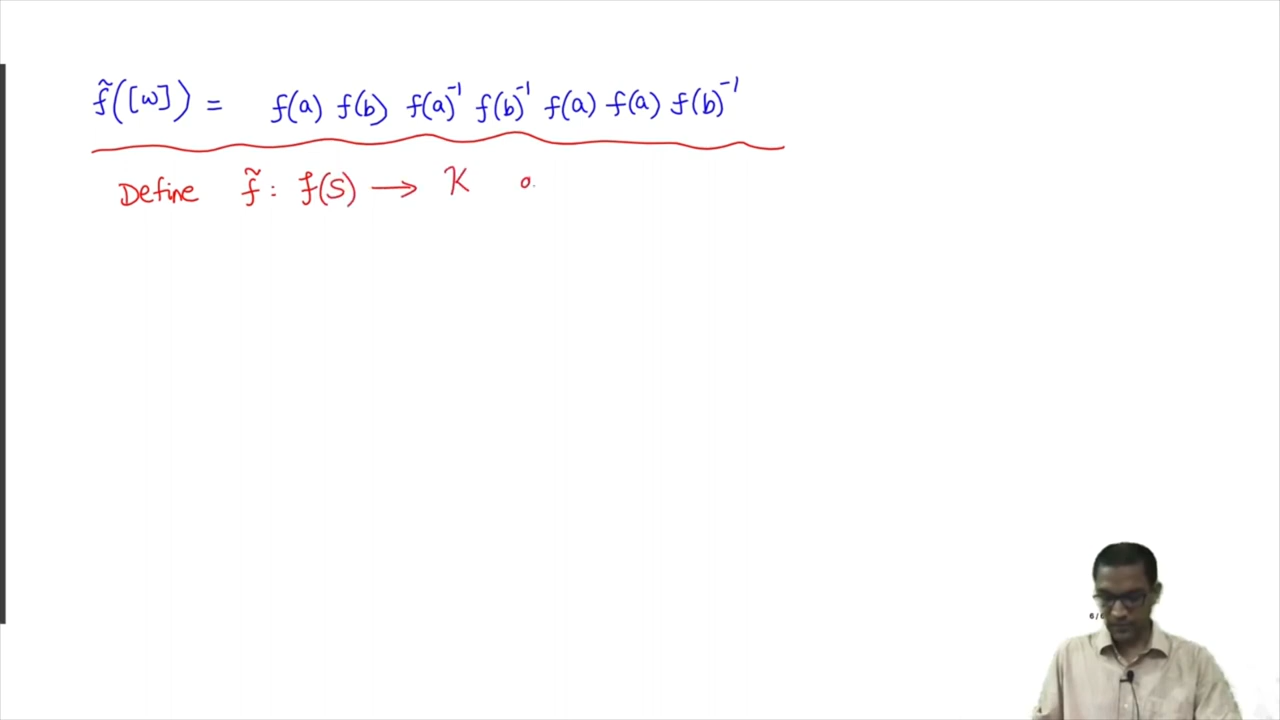 f̃([w]) = f(a) f(b) f(a)⁻¹ f(b)⁻¹ f(a) f(a) f(b)⁻¹
Define f̃ : f(S) → K